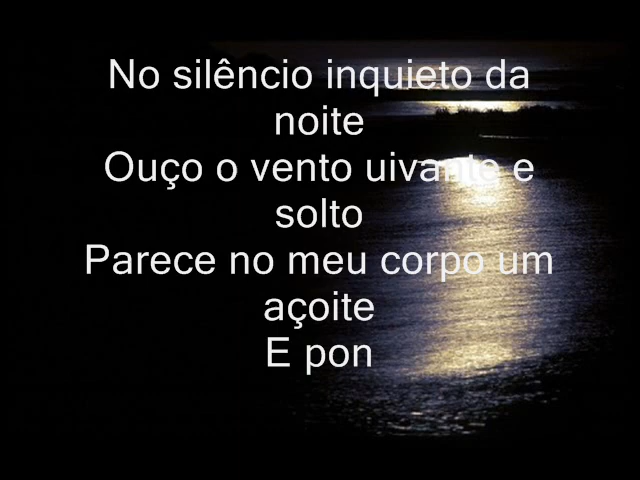 No silêncio inquieto da
noite
Ouço o vento uivante e
solto
Parece no meu corpo um
açoite
E pon